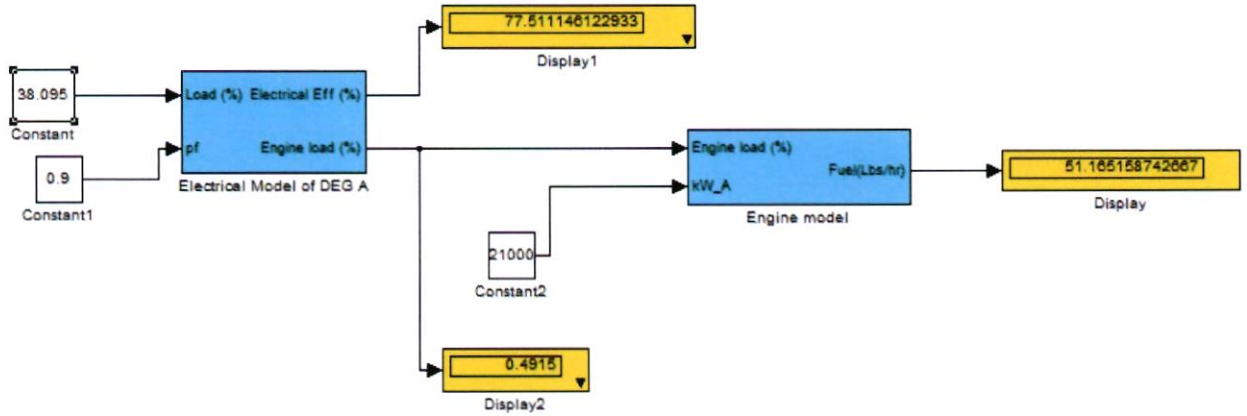 77.511146122933
Display1
38.095
Constant
Load (%) Electrical Eff (%)
pf Engine load (%)
Electrical Model of DEG A
0.9
Constant1
Engine load (%)
Fuel(Lbs/hr)
kW_A
Engine model
51.165158742667
Display
21000
Constant2
0.4915
Display2